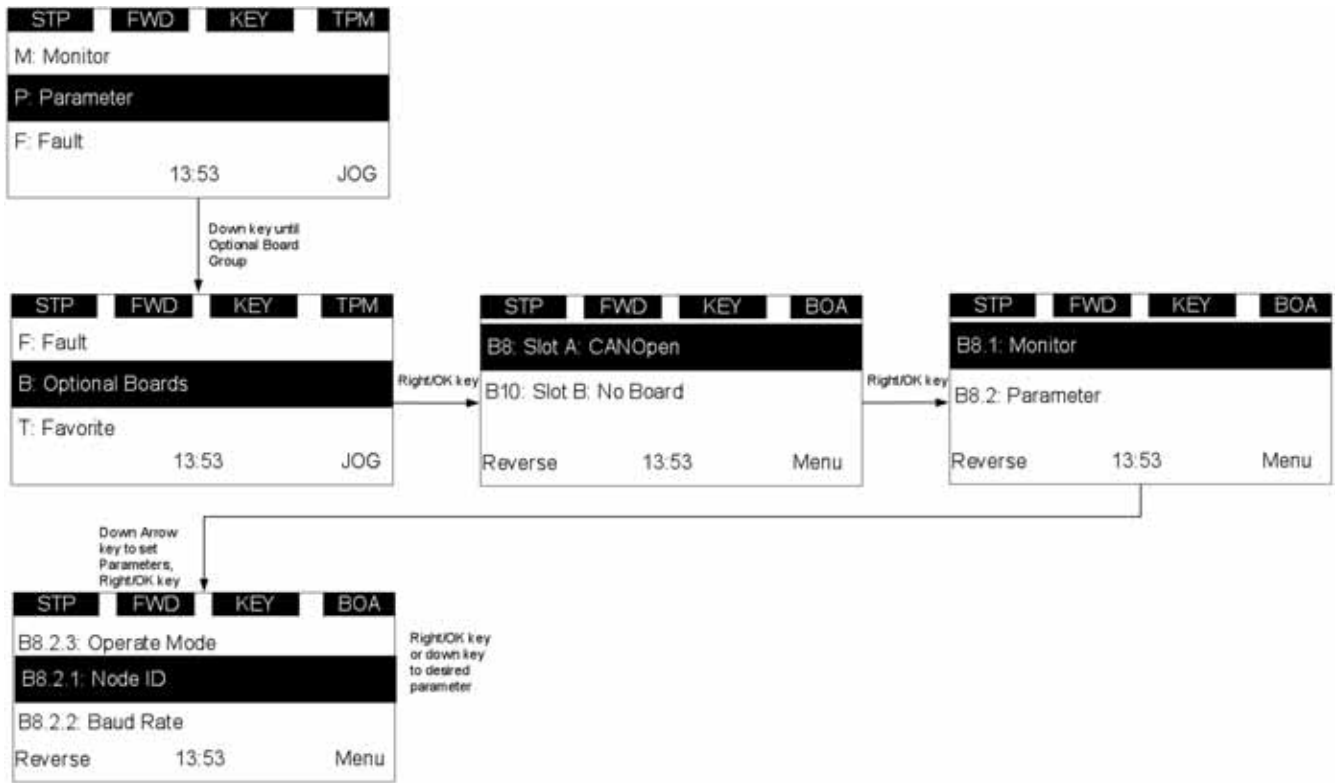 STP FWD KEY TPM
M: Monitor
P: Parameter
F: Fault
13:53 JOG
Down key until
Optional Board
Group
STP FWD KEY TPM
F: Fault
B: Optional Boards
T: Favorite
13:53 JOG
Right/OK key
STP FWD KEY BOA
B8: Slot A: CANOpen
B10: Slot B: No Board
Reverse 13:53 Menu
Right/OK key
STP FWD KEY BOA
B8.1: Monitor
B8.2: Parameter
Reverse 13:53 Menu
Down Arrow
key to set
Parameters,
Right/OK key
STP FWD KEY BOA
B8.2.3: Operate Mode
B8.2.1: Node ID
B8.2.2: Baud Rate
Reverse 13:53 Menu
Right/OK key
or down key
to desired
parameter